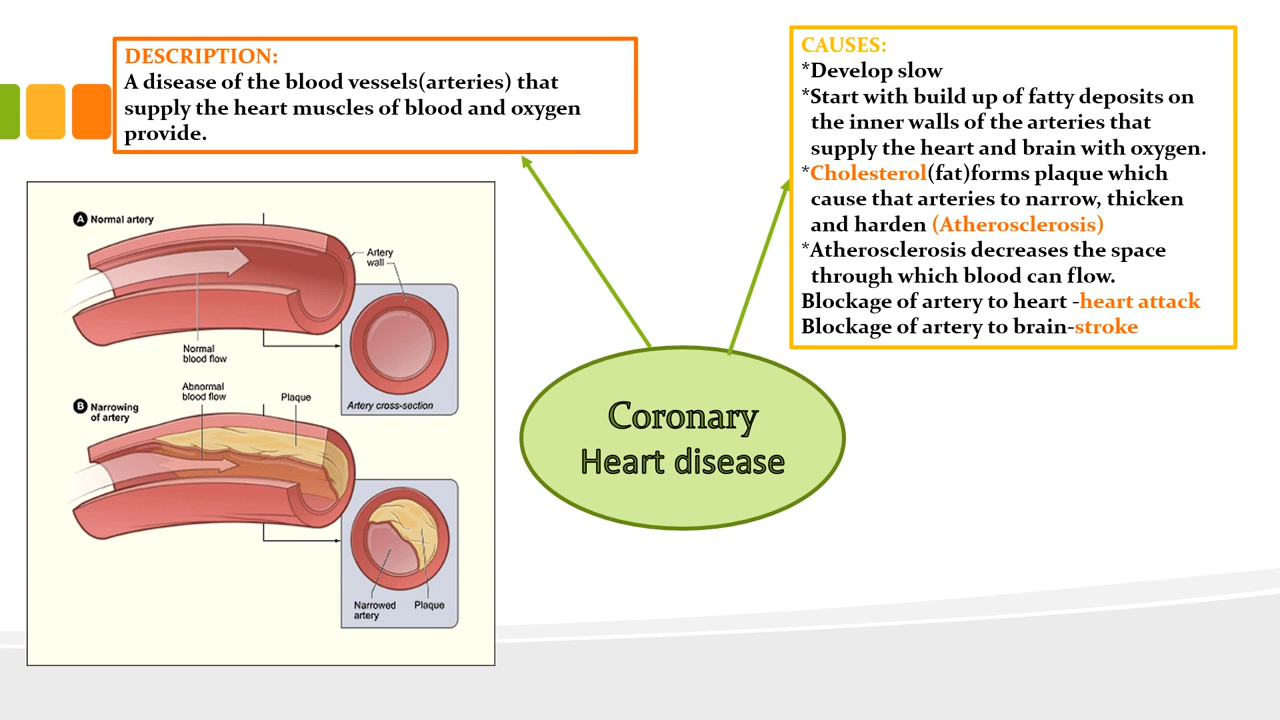 DESCRIPTION:
A disease of the blood vessels(arteries) that
supply the heart muscles of blood and oxygen
provide.
CAUSES:
*Develop slow
*Start with build up of fatty deposits on
the inner walls of the arteries that
supply the heart and brain with oxygen.
*Cholesterol(fat)forms plaque which
cause that arteries to narrow, thicken
and harden (Atherosclerosis)
*Atherosclerosis decreases the space
through which blood can flow.
Blockage of artery to heart -heart attack
Blockage of artery to brain-stroke
A Normal artery
Artery
wall
Normal
blood flow
Artery cross-section
Abnormal
blood flow
Plaque
B Narrowing
of artery
Narrowed
artery
Plaque
Coronary
Heart disease